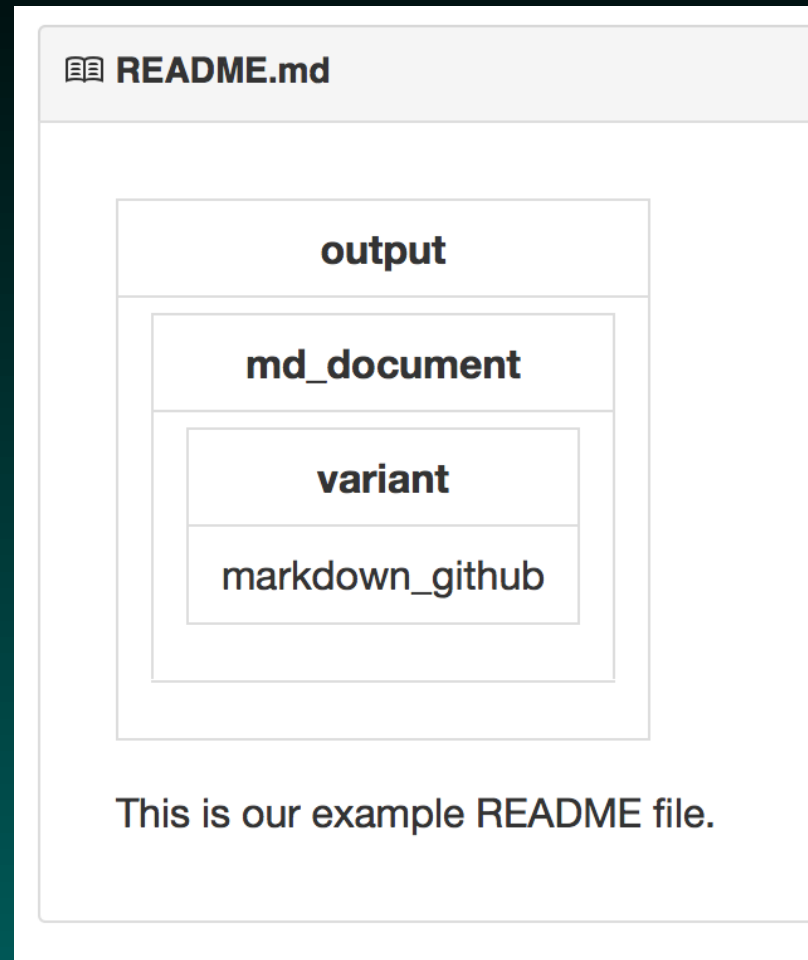 README.md
output
md_document
variant
markdown_github
This is our example README file.